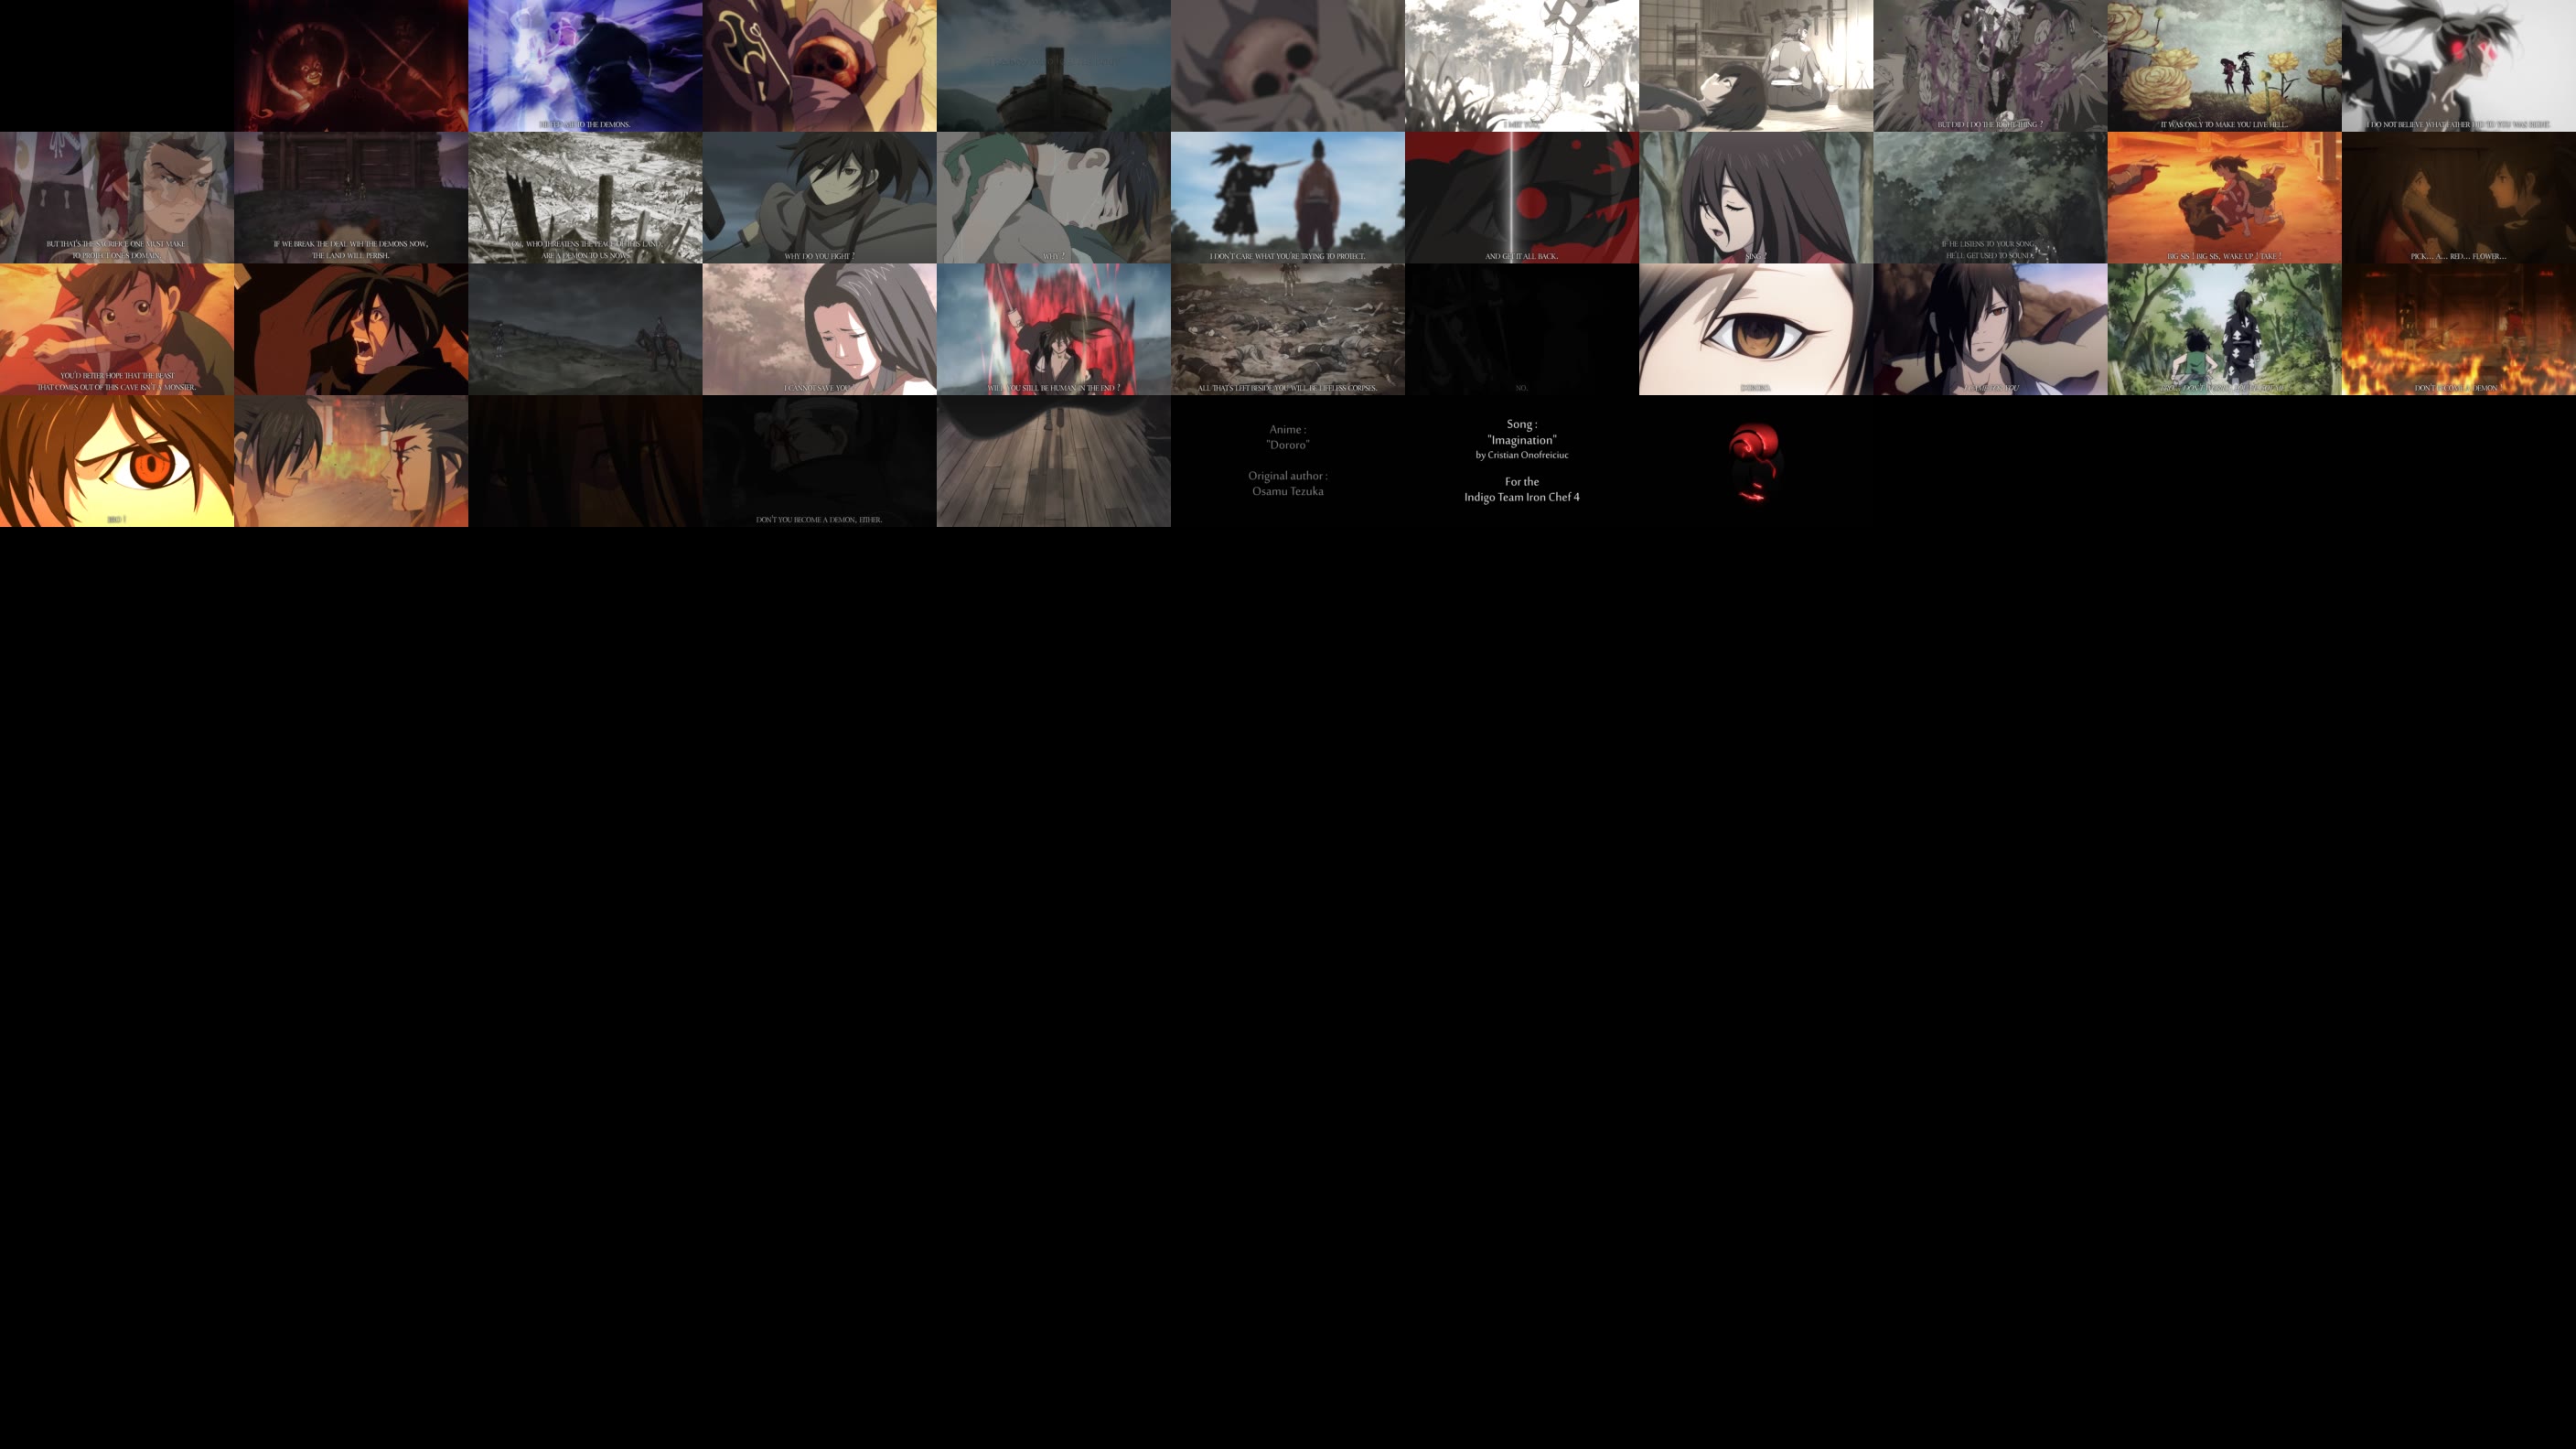 TO THE DEMONS.
I MET YOU,
BUT DID I DO THE RIGHT THING ?
IT WAS ONLY TO MAKE YOU LIVE HELL.
I DO NOT BELIEVE WHAT FATHER DID TO YOU WAS RIGHT.
BUT THAT'S THE SACRIFICE ONE MUST MAKE
TO PROTECT ONE'S DOMAIN.
IF WE BREAK THE DEAL WITH THE DEMONS NOW,
THE LAND WILL PERISH.
YOU, WHO THREATENS THE PEACE OF THIS LAND,
ARE A DEMON TO US NOW.
WHY DO YOU FIGHT ?
WHY ?
I DON'T CARE WHAT YOU'RE TRYING TO PROTECT.
AND GET IT ALL BACK.
SING ?
IF HE LISTENS TO YOUR SONG,
HE'LL GET USED TO SOUND.
BIG SIS ! BIG SIS, WAKE UP ! TAKE !
PICK... A... RED... FLOWER...
YOU'D BETTER HOPE THAT THE BEAST
THAT COMES OUT OF THIS CAVE ISN'T A MONSTER.
I CANNOT SAVE YOU
WILL YOU STILL BE HUMAN IN THE END ?
ALL THAT'S LEFT BESIDE YOU WILL BE LIFELESS CORPSES.
NO.
DORORO.
DON'T BECOME A DEMON !
BRO !
DON'T YOU BECOME A DEMON, EITHER.
Anime :
"Dororo"
Original author :
Osamu Tezuka
Song :
"Imagination"
by Cristian Onofreiciuc
For the
Indigo Team Iron Chef 4